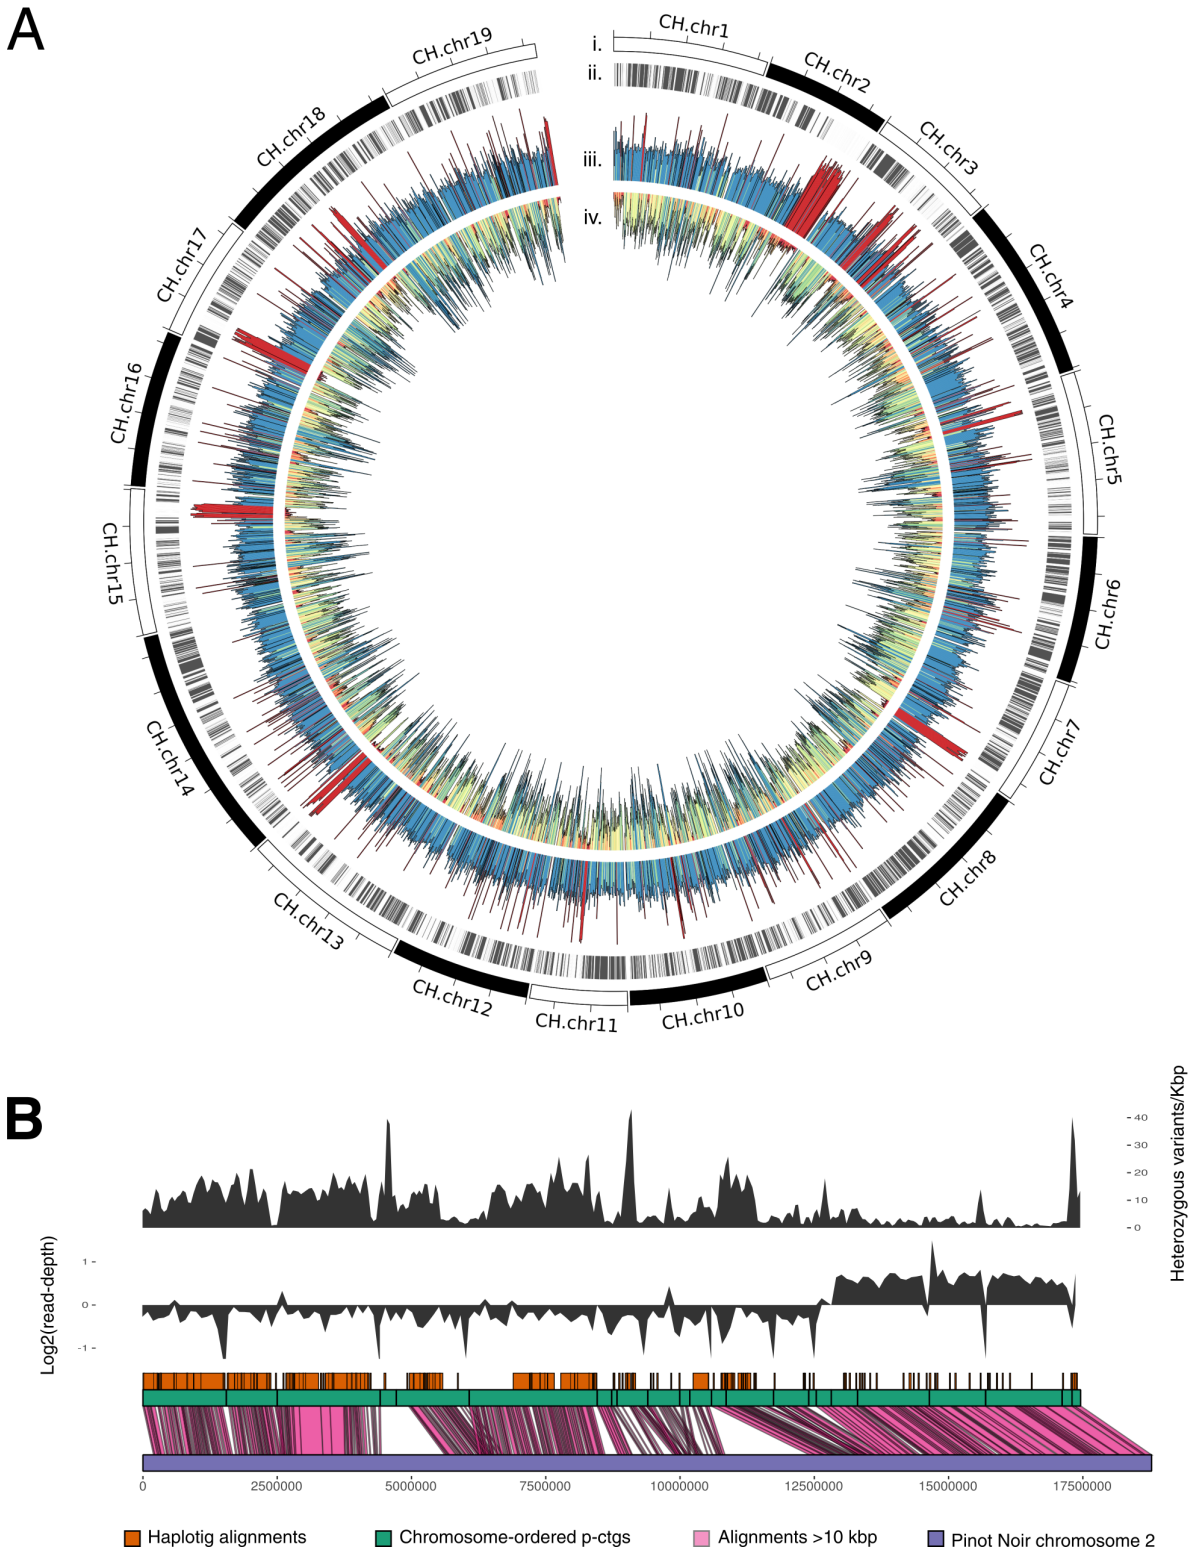 A
i.
ii.
iii.
iv.
CH.chr1
CH.chr2
CH.chr3
CH.chr4
CH.chr5
CH.chr6
CH.chr7
CH.chr8
CH.chr9
CH.chr10
CH.chr11
CH.chr12
CH.chr13
CH.chr14
CH.chr15
CH.chr16
CH.chr17
CH.chr18
CH.chr19
B
Heterozygous variants/Kbp
- 40
- 30
- 20
- 10
- 0
Log2(read-depth)
1 -
0 -
-1 -
0
2500000
5000000
7500000
10000000
12500000
15000000
17500000
Haplotig alignments
Chromosome-ordered p-ctgs
Alignments >10 kbp
Pinot Noir chromosome 2